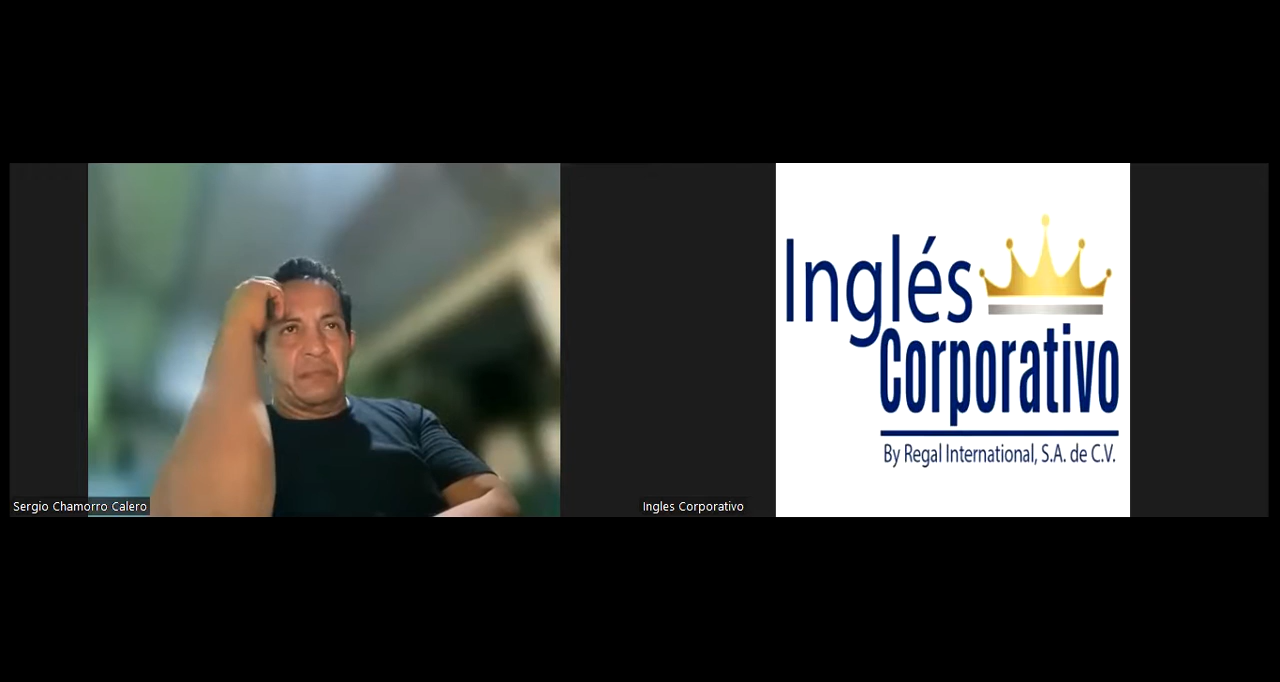 Inglés
Corporativo
By Regal International, S.A. de C.V.
Sergio Chamorro Calero
Ingles Corporativo